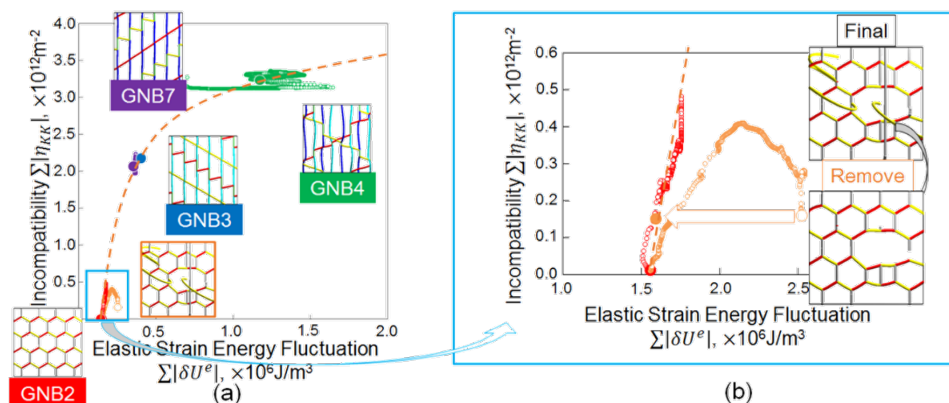 4.0
3.5
3.0
2.5
2.0
1.5
1.0
0.5
Incompatibility ∑|η_KK|, ×10¹²m⁻²
GNB7
GNB3
GNB4
GNB2
0.5
1.0
1.5
2.0
Elastic Strain Energy Fluctuation
∑|δUᵉ|, ×10⁶J/m³
(a)
0.6
0.5
0.4
0.3
0.2
0.1
0.0
Incompatibility ∑|η_KK|, ×10¹²m⁻²
Final
Remove
1.0
1.5
2.0
2.5
Elastic Strain Energy Fluctuation
∑|δUᵉ|, ×10⁶J/m³
(b)